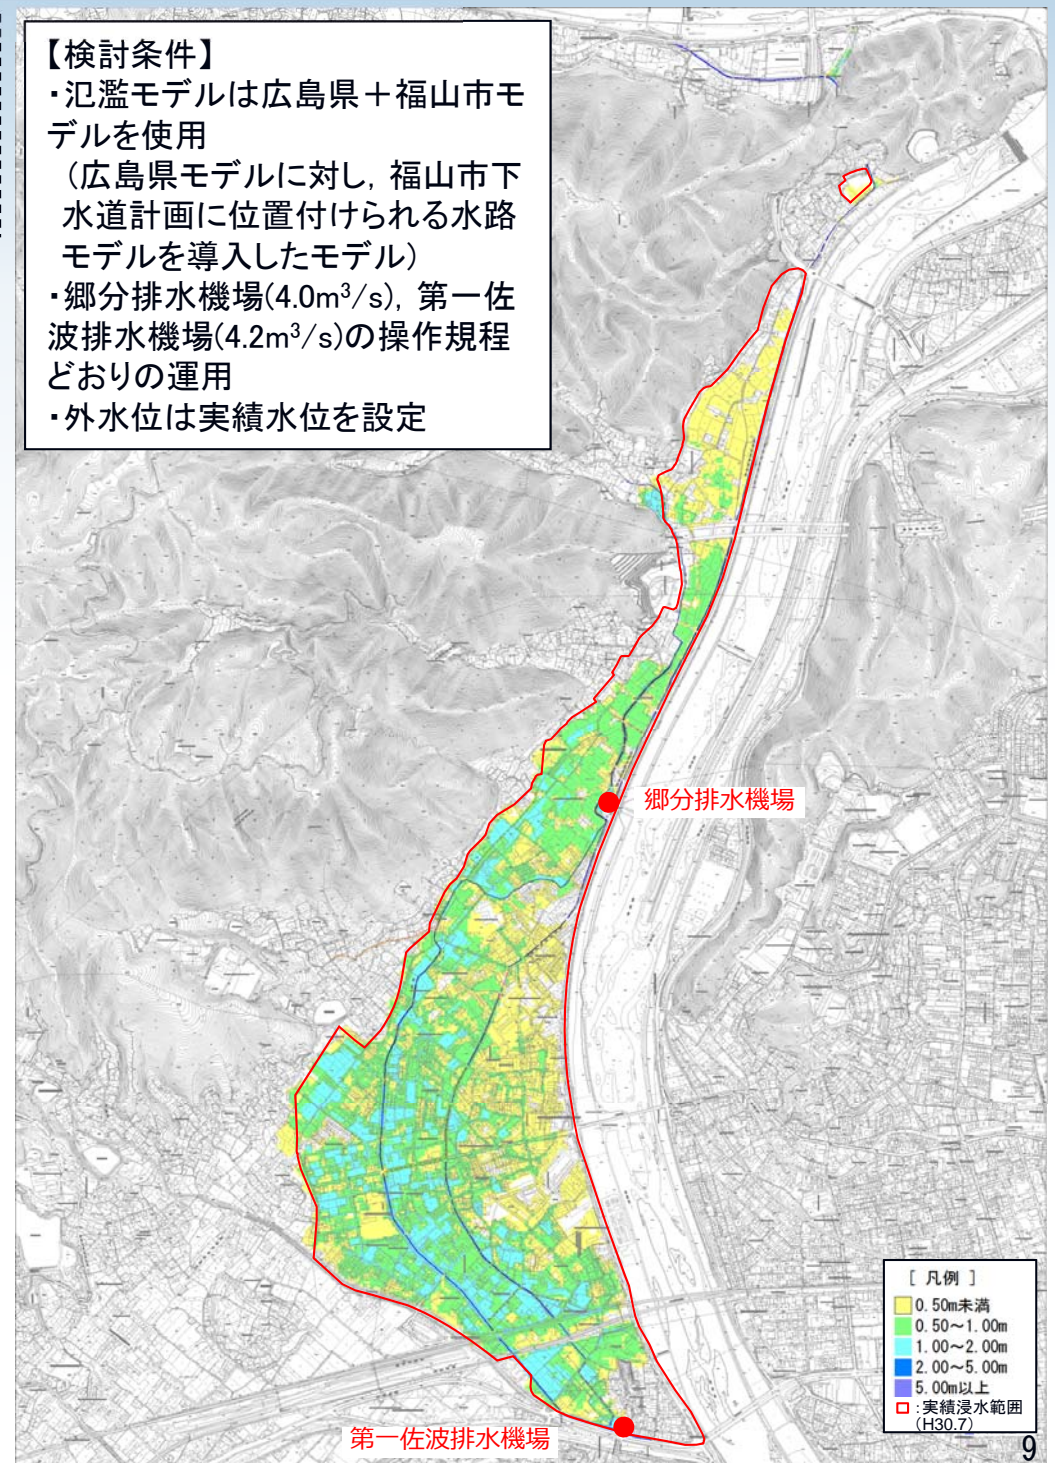 【検討条件】
・氾濫モデルは広島県＋福山市モ
デルを使用
（広島県モデルに対し，福山市下
水道計画に位置付けられる水路
モデルを導入したモデル）
・郷分排水機場(4.0m³/s)，第一佐
波排水機場(4.2m³/s)の操作規程
どおりの運用
・外水位は実績水位を設定
郷分排水機場
第一佐波排水機場
[ 凡例 ]
0.50m未満
0.50～1.00m
1.00～2.00m
2.00～5.00m
5.00m以上
:実績浸水範囲
(H30.7)
9